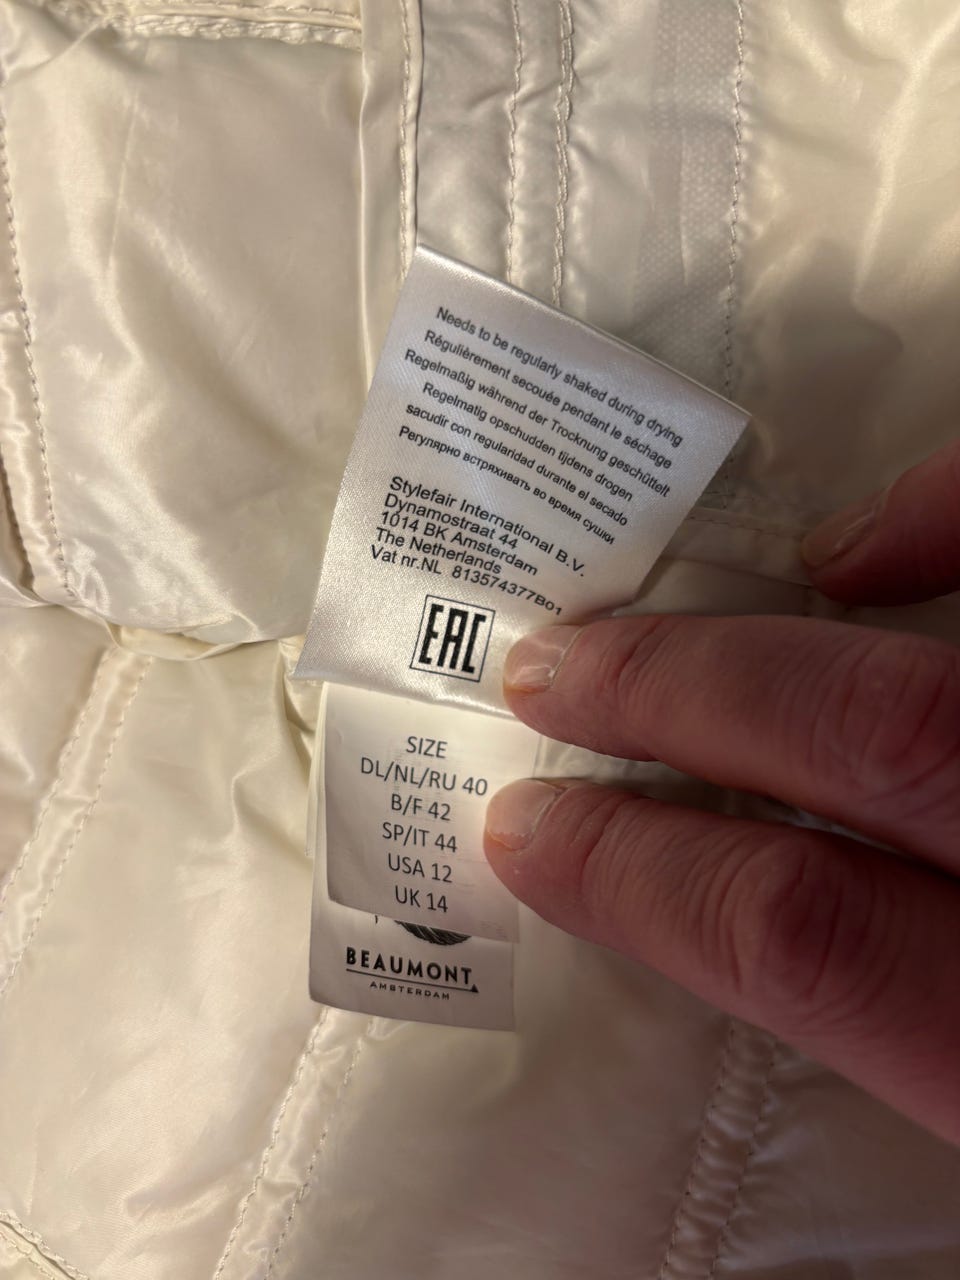 Needs to be regularly shaked during drying
Régulièrement secouée pendant le séchage
Regelmaßig während der Trocknung geschüttelt
Regelmatig opschudden tijdens drogen
sacudir con regularidad durante el secado
Регулярно встряхивать во время сушки
Stylefair International B.V.
Dynamostraat 44
1014 BK Amsterdam
The Netherlands
Vat nr.NL 813574377B01
EAC
SIZE
DL/NL/RU 40
B/F 42
SP/IT 44
USA 12
UK 14
BEAUMONT
AMSTERDAM